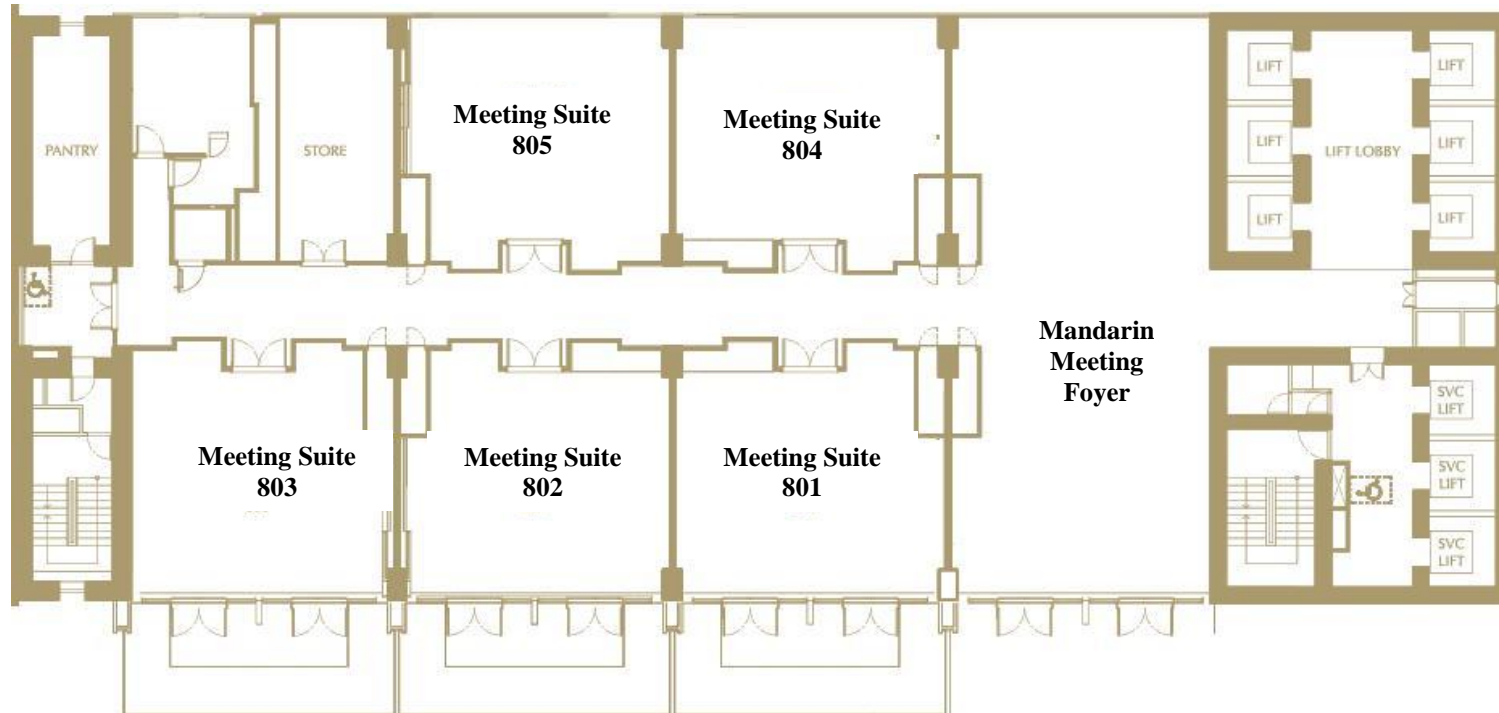 PANTRY
STORE
Meeting Suite
805
Meeting Suite
804
LIFT
LIFT
LIFT
LIFT LOBBY
LIFT
LIFT
LIFT
Mandarin
Meeting
Foyer
Meeting Suite
803
Meeting Suite
802
Meeting Suite
801
SVC
LIFT
SVC
LIFT
SVC
LIFT